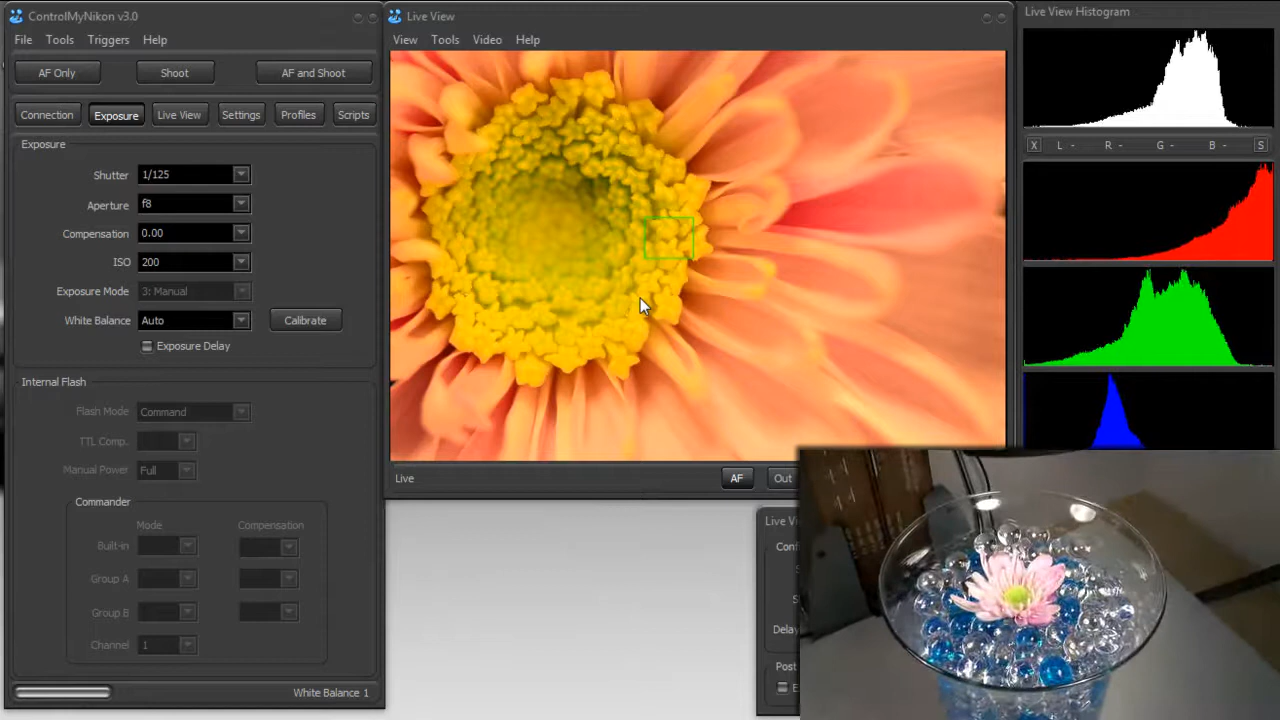 ControlMyNikon v3.0
File Tools Triggers Help
AF Only Shoot AF and Shoot
Connection Exposure Live View Settings Profiles Scripts
Exposure
Shutter 1/125
Aperture f8
Compensation 0.00
ISO 200
Exposure Mode 3: Manual
White Balance Auto Calibrate
Exposure Delay
Internal Flash
Flash Mode Command
TTL Comp.
Manual Power Full
Commander
Mode Compensation
Built-in
Group A
Group B
Channel 1
White Balance 1
Live View
View Tools Video Help
Live AF Out
Live Vi
Conf
S
Delay
Post
E
Live View Histogram
X L - R - G - B - S